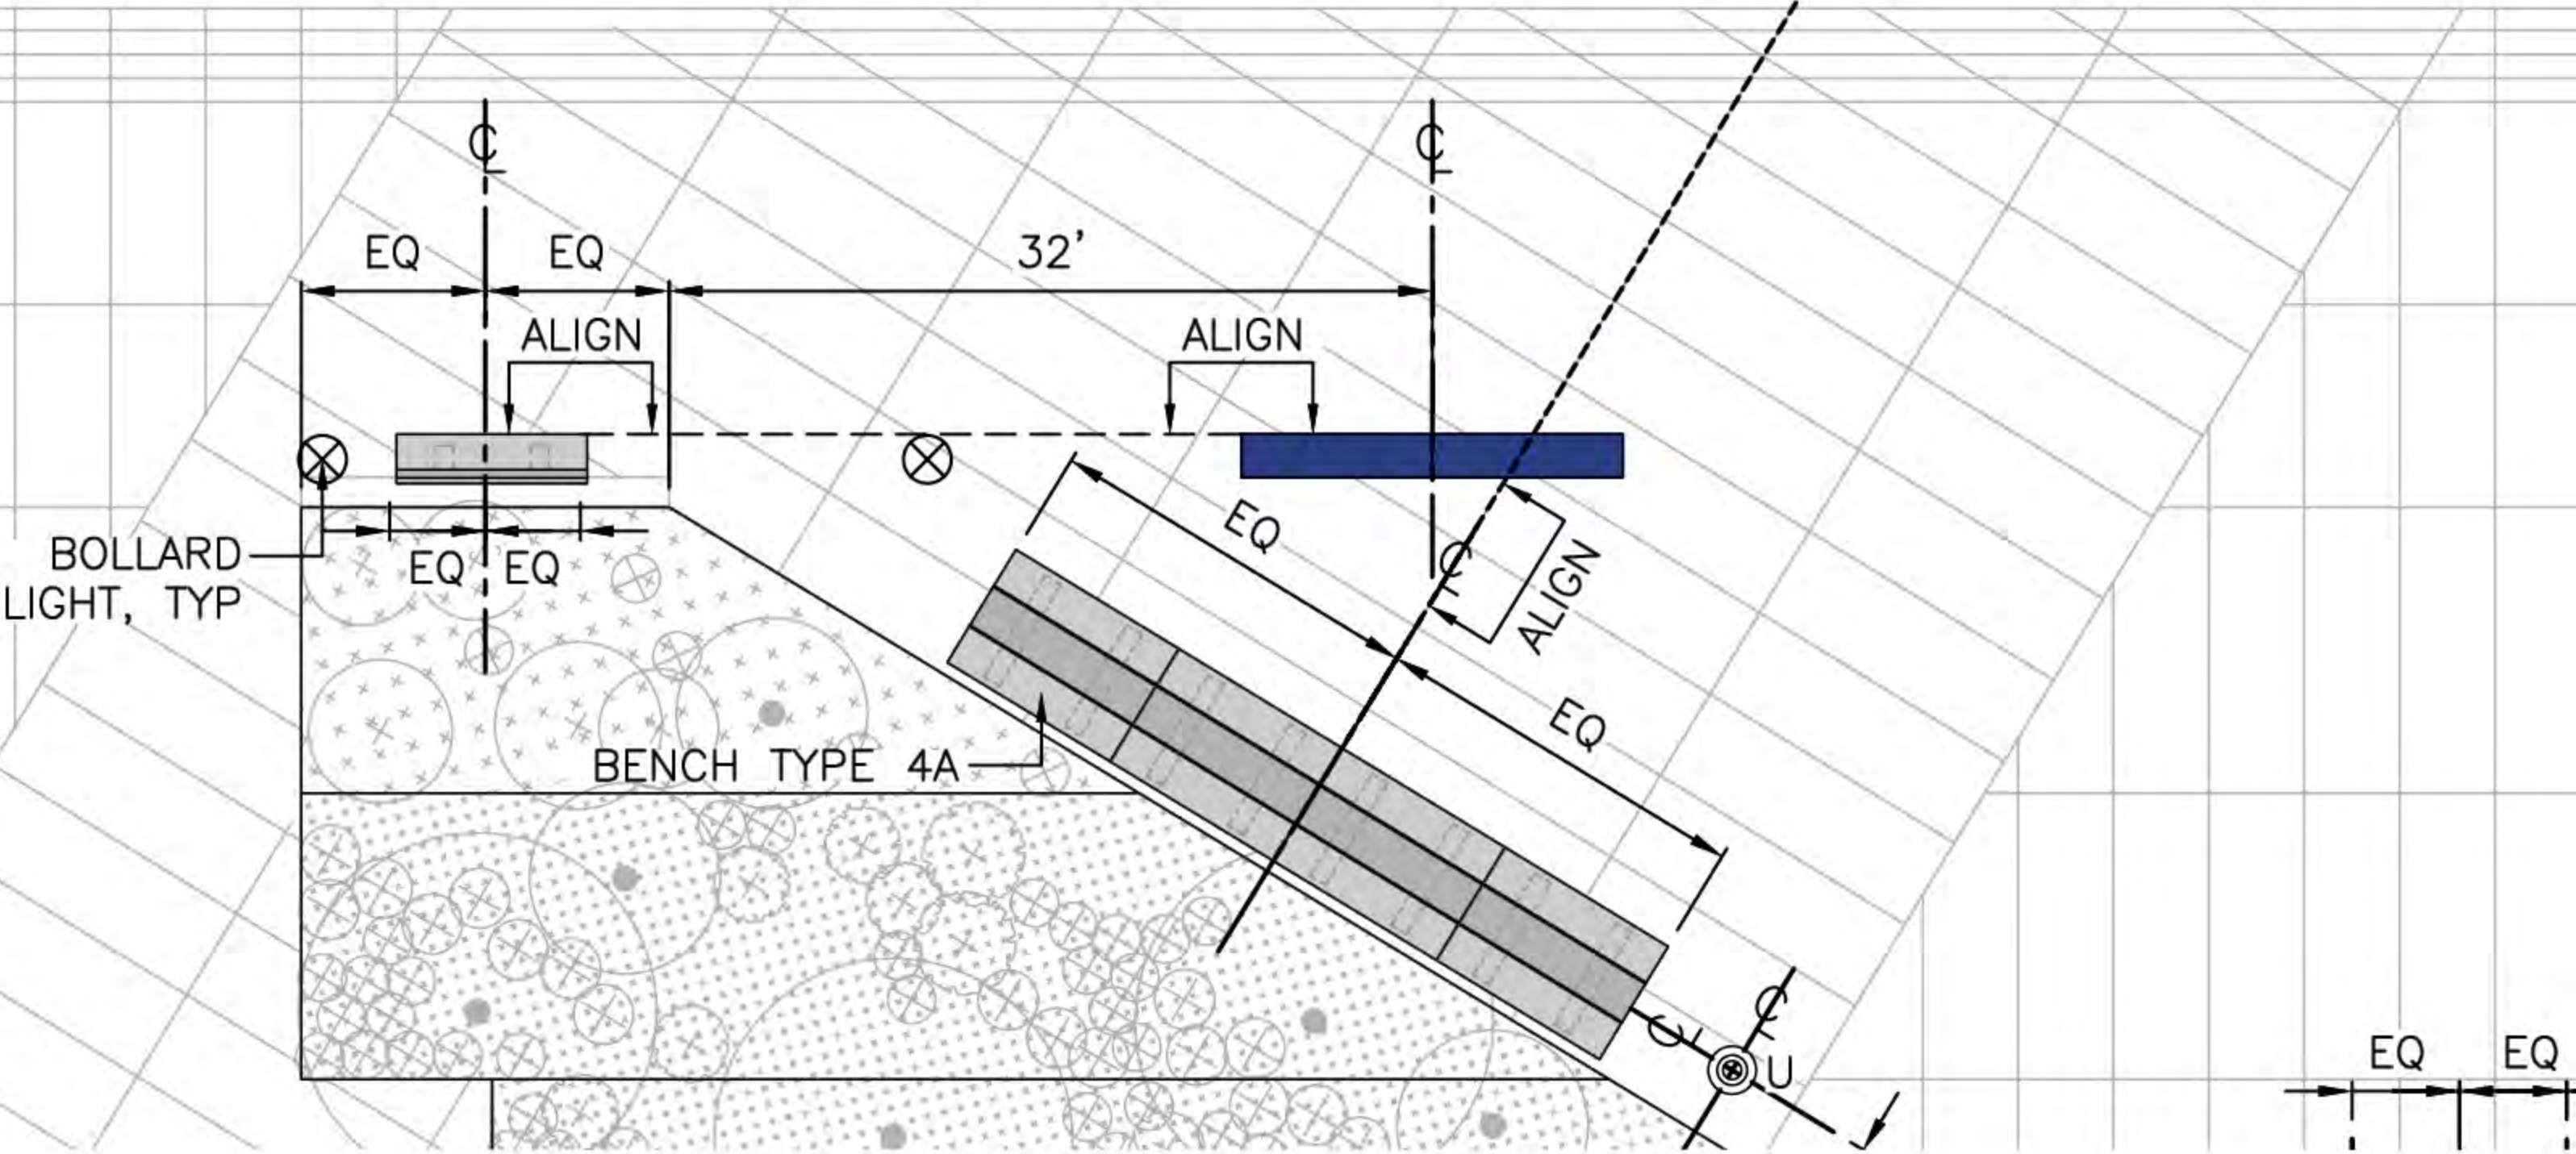 ℄
℄
EQ
EQ
32'
ALIGN
ALIGN
EQ
℄
ALIGN
BOLLARD
LIGHT, TYP
EQ
EQ
EQ
BENCH TYPE 4A
℄
℄
U
EQ
EQ